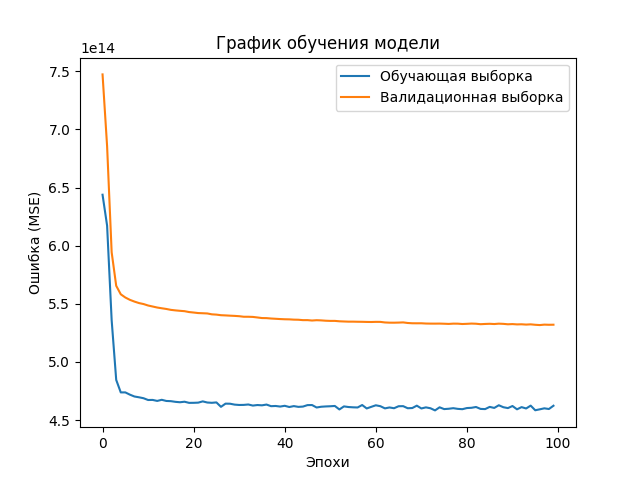 График обучения модели
1e14
Обучающая выборка
Валидационная выборка
7.5
7.0
6.5
6.0
5.5
5.0
4.5
Ошибка (MSE)
0 20 40 60 80 100
Эпохи